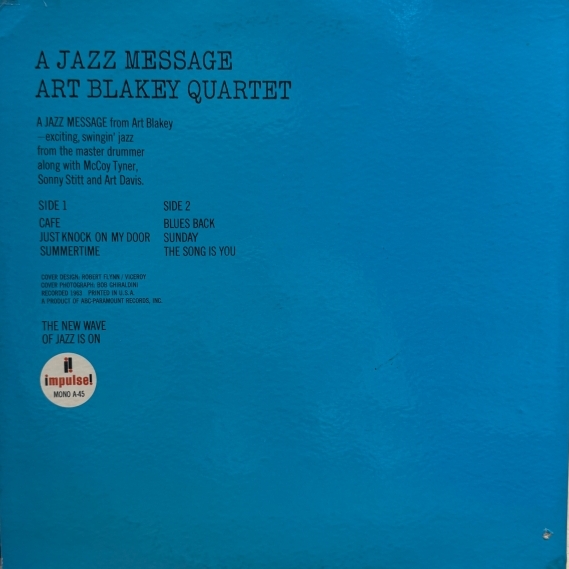 A JAZZ MESSAGE
ART BLAKEY QUARTET
A JAZZ MESSAGE from Art Blakey
--exciting, swingin' jazz
from the master drummer
along with McCoy Tyner,
Sonny Stitt and Art Davis.
SIDE 1
CAFE
JUST KNOCK ON MY DOOR
SUMMERTIME
SIDE 2
BLUES BACK
SUNDAY
THE SONG IS YOU
COVER DESIGN: ROBERT FLYNN / VICEROY
COVER PHOTOGRAPH: BOB GHIRALDINI
RECORDED 1963 PRINTED IN U.S.A.
A PRODUCT OF ABC-PARAMOUNT RECORDS, INC.
THE NEW WAVE
OF JAZZ IS ON
i!
impulse!
MONO A-45